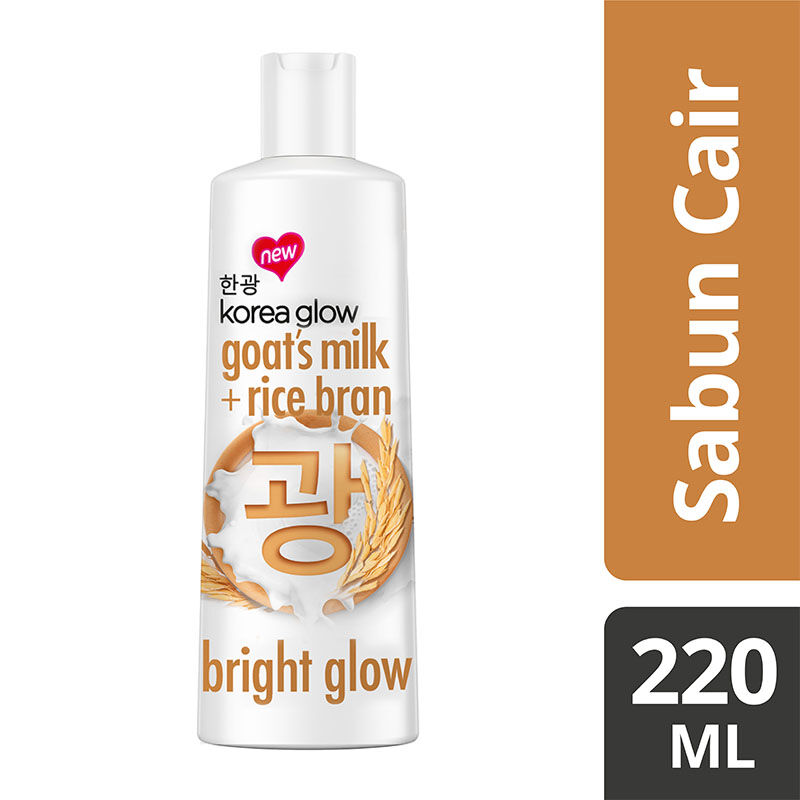 new
한광
korea glow
goat's milk
+ rice bran
광
bright glow
Sabun Cair
220
ML